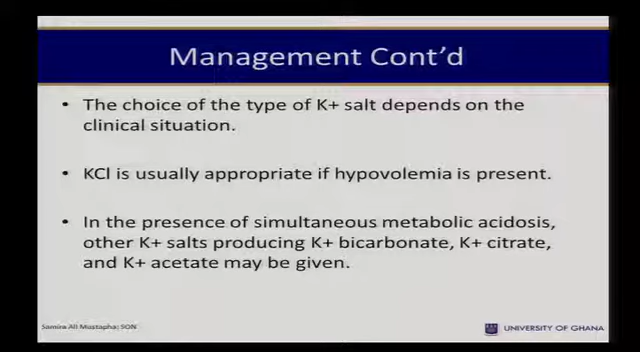 Management Cont'd
• The choice of the type of K+ salt depends on the
clinical situation.
• KCl is usually appropriate if hypovolemia is present.
• In the presence of simultaneous metabolic acidosis,
other K+ salts producing K+ bicarbonate, K+ citrate,
and K+ acetate may be given.
Samira Ali Mustapha; SON
UNIVERSITY OF GHANA